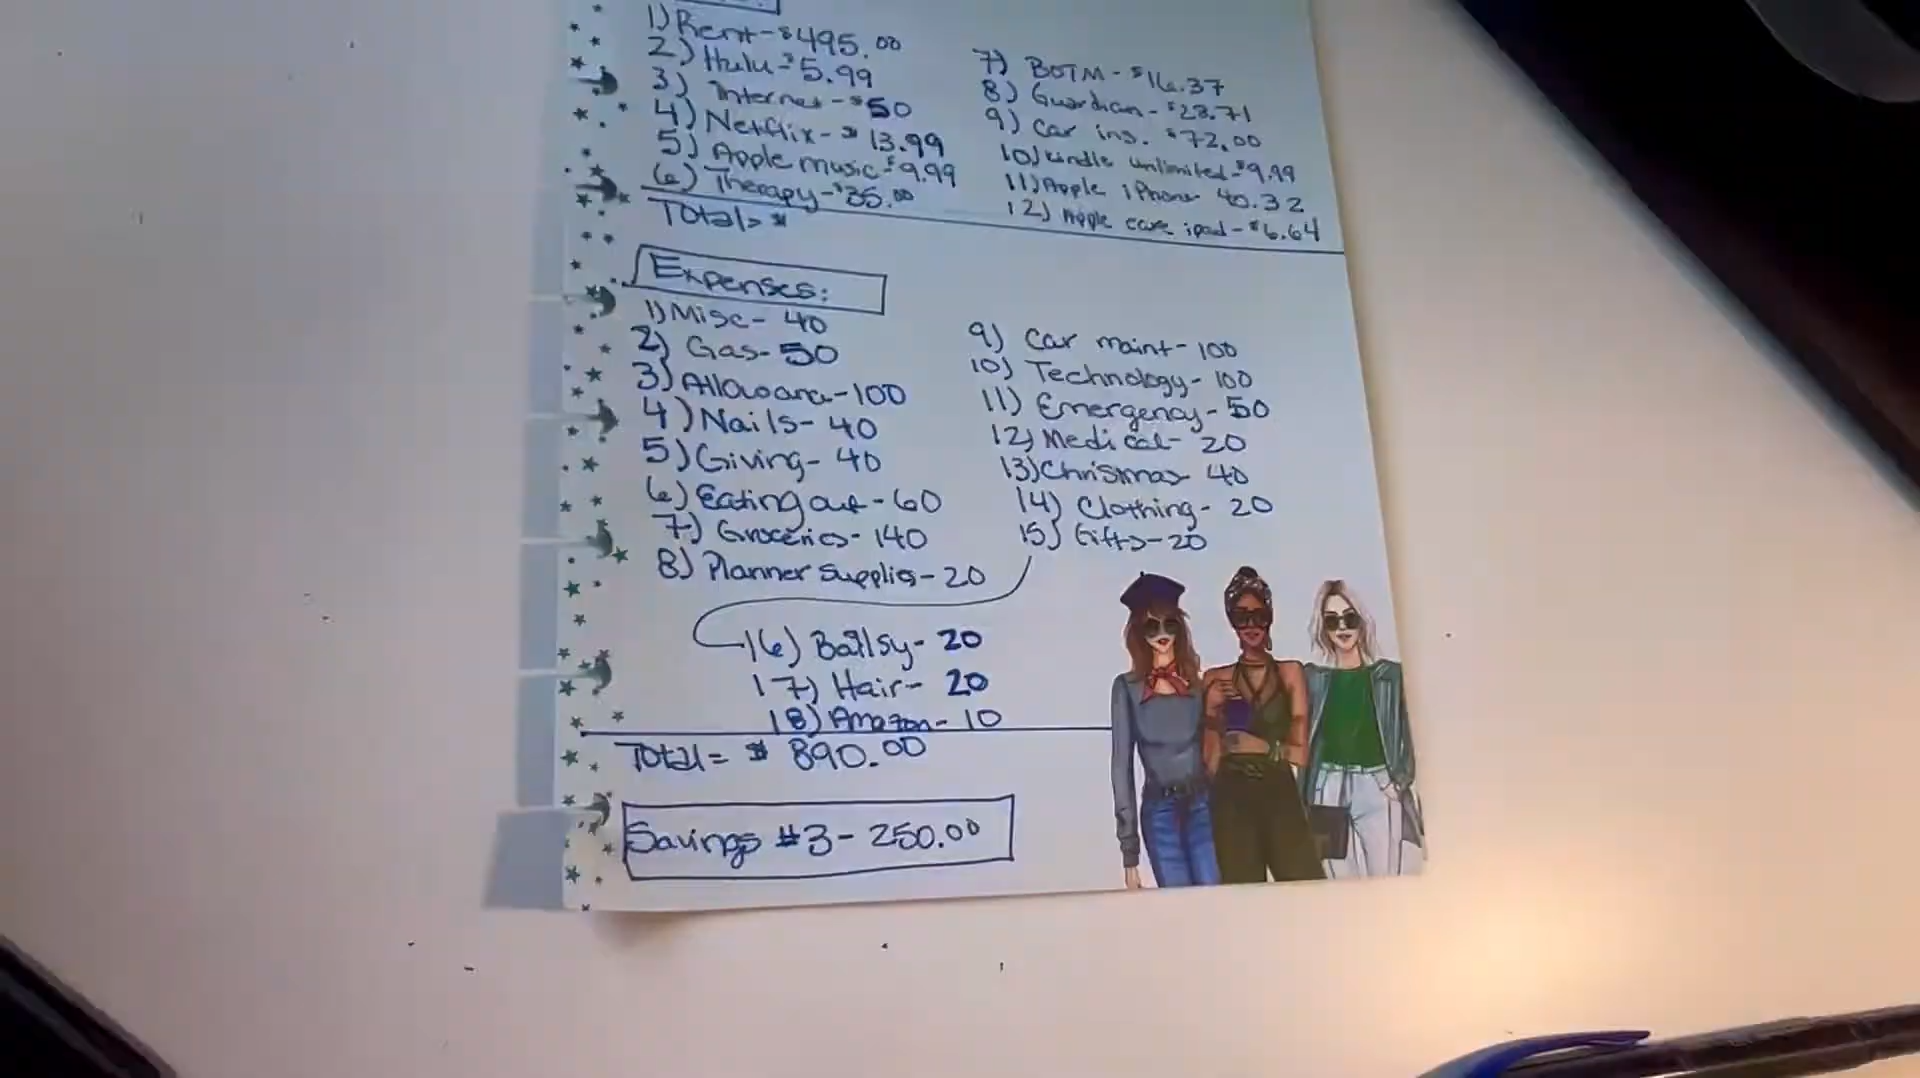 1) Rent - $495.00
2) Hulu - $5.99
3) Internet - $50
4) Netflix - $13.99
5) Apple music - $9.99
6) Therapy - $35.00
7) BOTM - $16.37
8) Guardian - $28.71
9) Car ins. $72.00
10) Kindle unlimited - $9.99
11) Apple iPhone 40.32
12) Apple care ipad - $6.64
Total = $
Expenses:
1) Misc - 40
2) Gas - 50
3) Allowance - 100
4) Nails - 40
5) Giving - 40
6) Eating out - 60
7) Groceries - 140
8) Planner supplies - 20
9) Car maint - 100
10) Technology - 100
11) Emergency - 50
12) Medical - 20
13) Christmas 40
14) Clothing - 20
15) Gifts - 20
16) - 20
17) Hair - 20
18) Amazon - 10
Total = $890.00
Savings #3 - 250.00